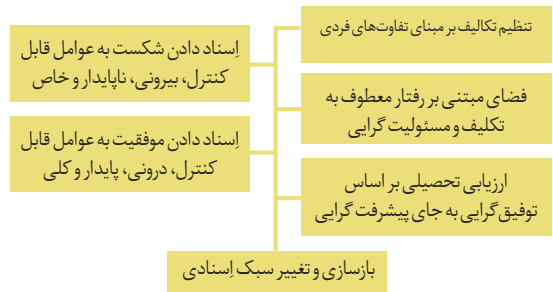 تنظیم تکالیف بر مبنای تفاوت‌های فردی
اِسناد دادن شکست به عوامل قابل
کنترل، بیرونی، ناپایدار و خاص
فضای مبتنی بر رفتار معطوف به
تکلیف و مسئولیت گرایی
اِسناد دادن موفقیت به عوامل قابل
کنترل، درونی، پایدار و کلی
ارزیابی تحصیلی بر اساس
توفیق‌گرایی به جای پیشرفت گرایی
بازسازی و تغییر سبک اِسنادی